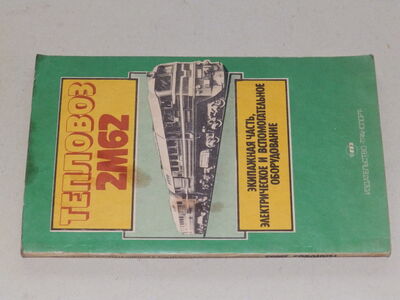 ТЕПЛОВОЗ
2М62
ЭКИПАЖНАЯ ЧАСТЬ,
ЭЛЕКТРИЧЕСКОЕ И ВСПОМОГАТЕЛЬНОЕ
ОБОРУДОВАНИЕ
ИЗДАТЕЛЬСТВО «ТРАНСПОРТ»